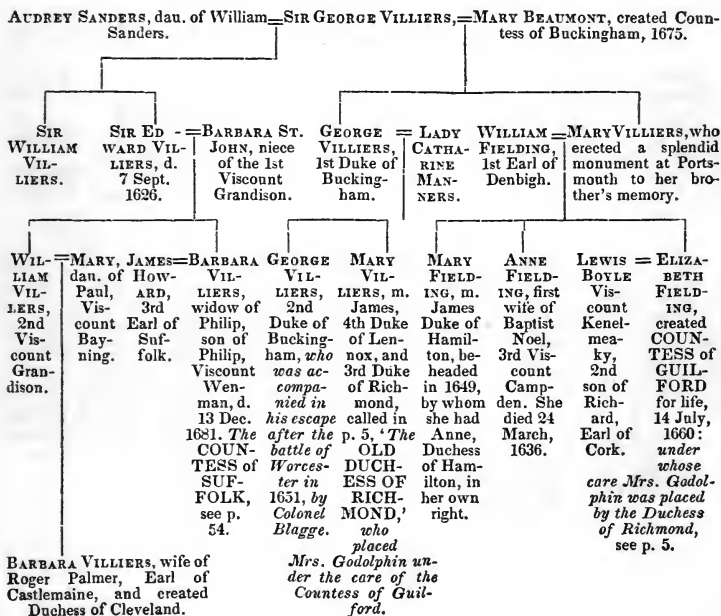 AUDREY SANDERS, dau. of William
Sanders.
SIR GEORGE VILLIERS,
MARY BEAUMONT, created Coun-
tess of Buckingham, 1675.
SIR
WILLIAM
VIL-
LIERS.
SIR ED-
WARD VIL-
LIERS, d.
7 Sept.
1626.
BARBARA ST.
JOHN, niece
of the 1st
Viscount
Grandison.
GEORGE
VILLIERS,
1st Duke of
Bucking-
ham.
LADY
CATHA-
RINE
MAN-
NERS.
WILLIAM
FIELDING,
1st Earl of
Denbigh.
MARY VILLIERS, who
erected a splendid
monument at Ports-
mouth to her bro-
ther's memory.
WIL-
LIAM
VIL-
LIERS,
2nd
Vis-
count
Gran-
dison.
MARY,
dau. of
Paul,
Vis-
count
Bay-
ning.
JAMES
How-
ARD,
3rd
Earl of
Suf-
folk.
BARBARA
VIL-
LIERS,
widow of
Philip,
son of
Philip,
Viscount
Wen-
man, d.
13 Dec.
1681. The
COUN-
TESS of
SUF-
FOLK,
see p.
54.
GEORGE
VIL-
LIERS,
2nd
Duke of
Bucking-
ham, who
was ac-
compa-
nied in
his escape
after the
battle of
Worces-
ter in
1651, by
Colonel
Blagge.
MARY
VIL-
LIERS, m.
James,
4th Duke
of Len-
nox, and
3rd Duke
of Rich-
mond,
called in
p. 5, 'The
OLD
DUCH-
ESS OF
RICH-
MOND,'
who
placed
Mrs. Godolphin un-
der the care of the
Countess of Guil-
ford.
MARY
FIELD-
ING, m.
James
Duke of
Hamil-
ton, be-
headed
in 1649,
by whom
she had
Anne,
Duchess
of Ham-
ilton, in
her own
right.
ANNE
FIELD-
ING, first
wife of
Baptist
Noel,
3rd Vis-
count
Camp-
den. She
died 24
March,
1636.
LEWIS
BOYLE
Vis-
count
Kenel-
mea-
ky,
2nd
son of
Rich-
ard,
Earl of
Cork.
ELIZA-
BETH
FIELD-
ING,
created
COUN-
TESS of
GUIL-
FORD
for life,
14 July,
1660:
under
whose
care Mrs. Godol-
phin was placed
by the Duchess
of Richmond,
see p. 5.
BARBARA VILLIERS, wife of
Roger Palmer, Earl of
Castlemaine, and created
Duchess of Cleveland.